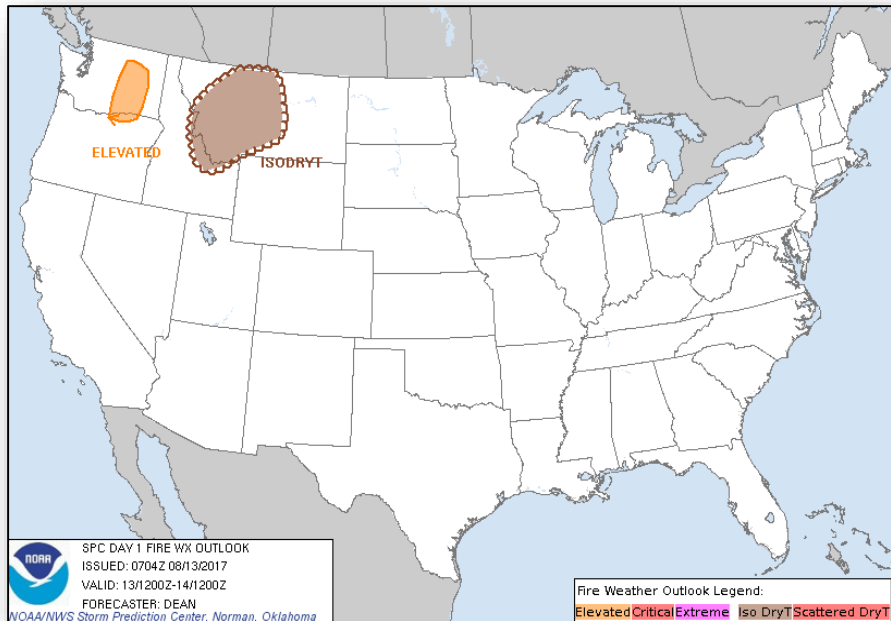 ELEVATED
ISODRYT
NOAA
SPC DAY 1 FIRE WX OUTLOOK
ISSUED: 0704Z 08/13/2017
VALID: 13/1200Z-14/1200Z
FORECASTER: DEAN
NOAA/NWS Storm Prediction Center, Norman, Oklahoma
Fire Weather Outlook Legend:
Elevated Critical Extreme Iso DryT Scattered DryT